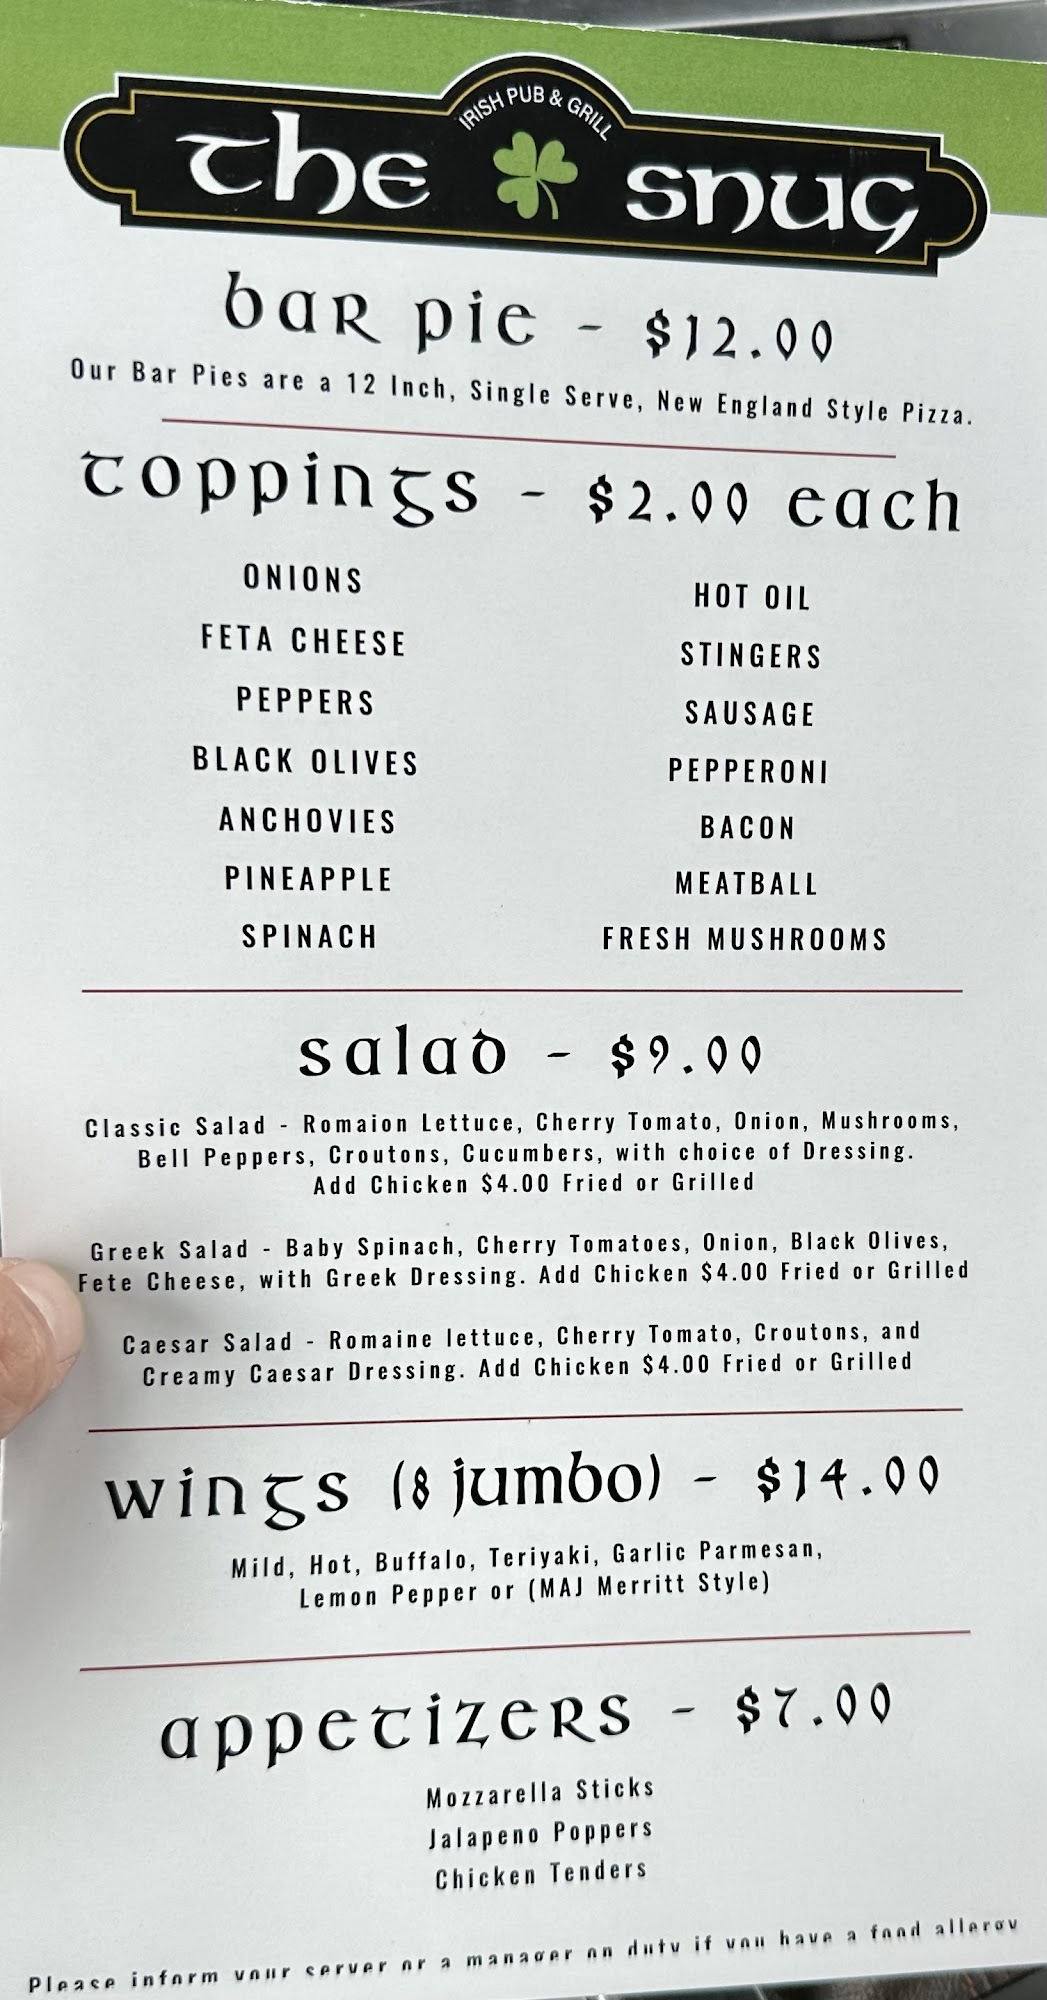 IRISH PUB & GRILL
The Snug
bar pie - $12.00
Our Bar Pies are a 12 Inch, Single Serve, New England Style Pizza.
toppings - $2.00 each
ONIONS
HOT OIL
FETA CHEESE
STINGERS
PEPPERS
SAUSAGE
BLACK OLIVES
PEPPERONI
ANCHOVIES
BACON
PINEAPPLE
MEATBALL
SPINACH
FRESH MUSHROOMS
salad - $9.00
Classic Salad - Romaion Lettuce, Cherry Tomato, Onion, Mushrooms,
Bell Peppers, Croutons, Cucumbers, with choice of Dressing.
Add Chicken $4.00 Fried or Grilled
Greek Salad - Baby Spinach, Cherry Tomatoes, Onion, Black Olives,
Fete Cheese, with Greek Dressing. Add Chicken $4.00 Fried or Grilled
Caesar Salad - Romaine lettuce, Cherry Tomato, Croutons, and
Creamy Caesar Dressing. Add Chicken $4.00 Fried or Grilled
wings (8 jumbo) - $14.00
Mild, Hot, Buffalo, Teriyaki, Garlic Parmesan,
Lemon Pepper or (MAJ Merritt Style)
appetizers - $7.00
Mozzarella Sticks
Jalapeno Poppers
Chicken Tenders
Please inform your server or a manager on duty if you have a food allergy